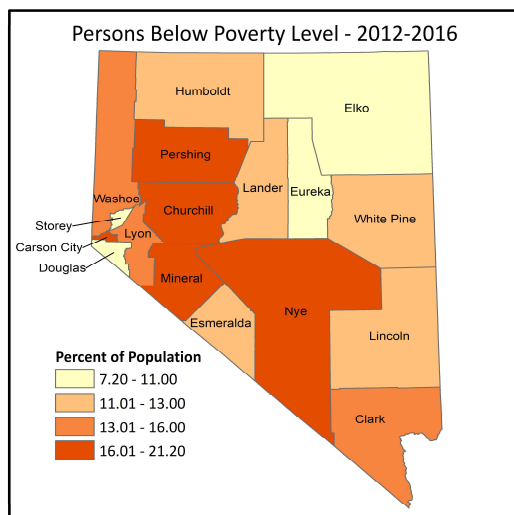 Persons Below Poverty Level - 2012-2016
Humboldt
Elko
Pershing
Lander
Eureka
Washoe
Churchill
White Pine
Storey
Lyon
Carson City
Douglas
Mineral
Nye
Esmeralda
Lincoln
Percent of Population
7.20 - 11.00
11.01 - 13.00
13.01 - 16.00
16.01 - 21.20
Clark